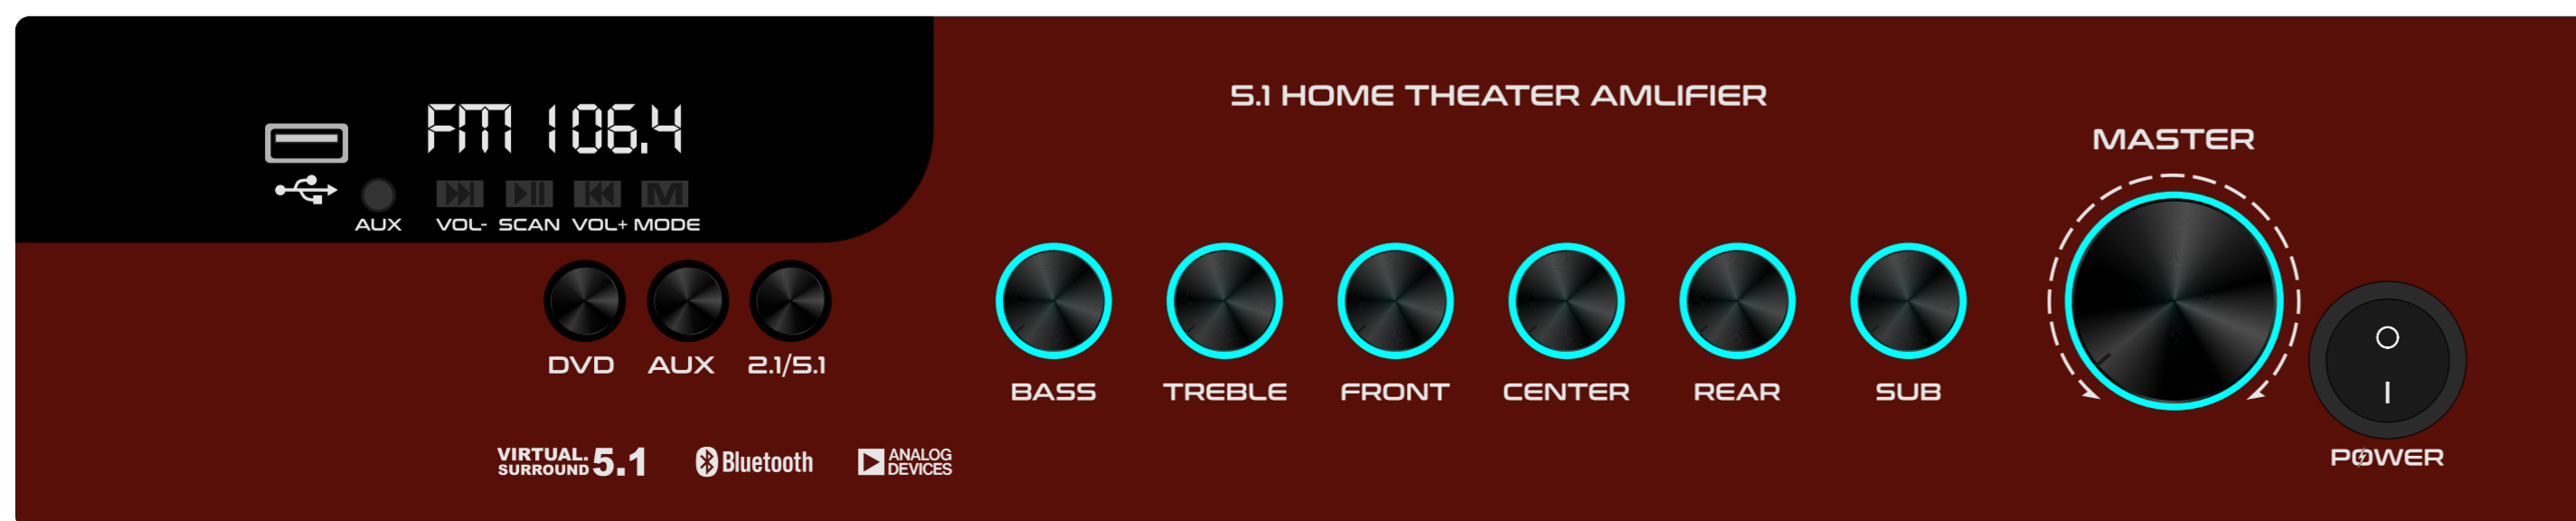 5.1 HOME THEATER AMLIFIER
FM 106.4
MASTER
M
AUX VOL- SCAN VOL+ MODE
DVD AUX 2.1/5.1
BASS TREBLE FRONT CENTER REAR SUB
POWER
VIRTUAL.
SURROUND 5.1
Bluetooth
ANALOG
DEVICES